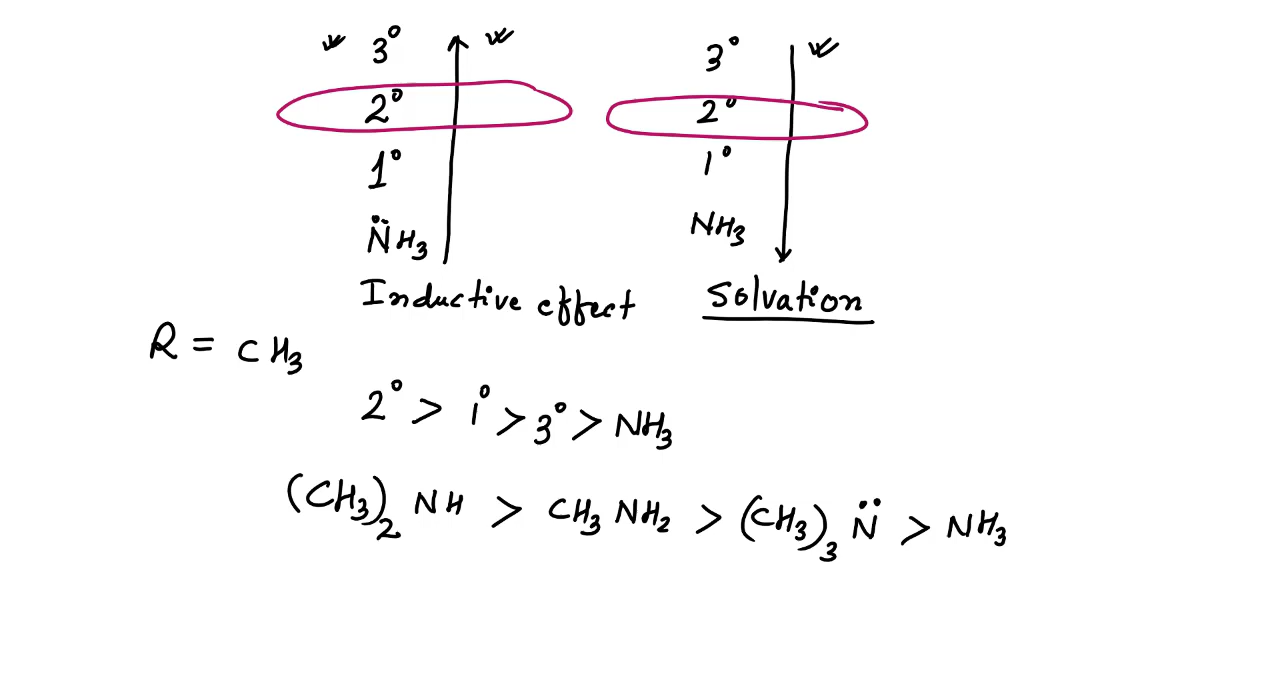 3° 3°
2° 2°
1° 1°
N̈H₃ NH₃
Inductive effect Solvation
R = CH₃
2° > 1° > 3° > NH₃
(CH₃)₂ NH > CH₃ NH₂ > (CH₃)₃ N̈ > NH₃